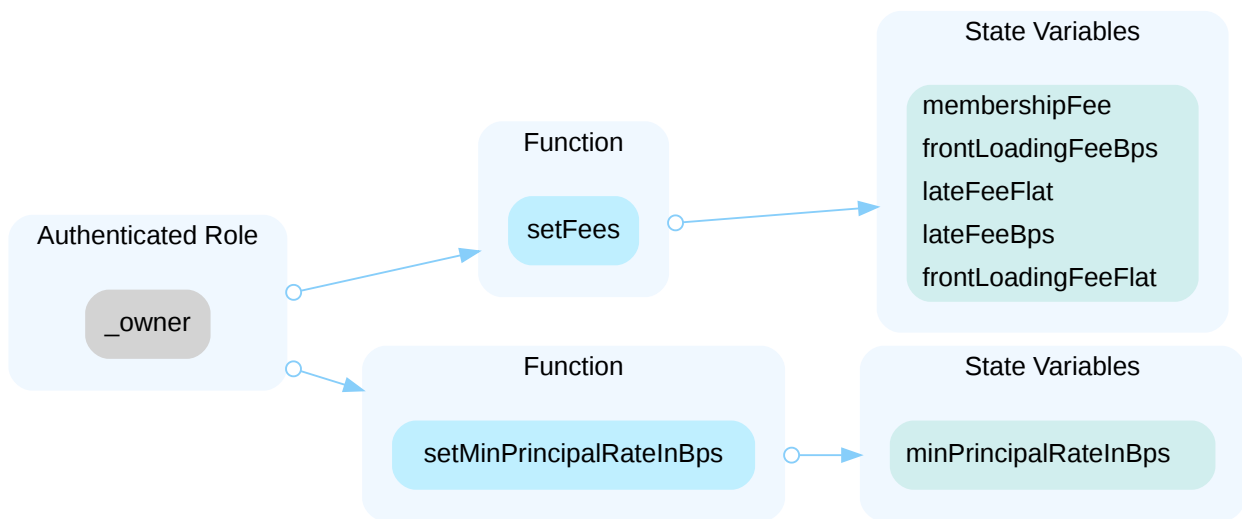 Authenticated Role
_owner
Function
setFees
State Variables
membershipFee
frontLoadingFeeBps
lateFeeFlat
lateFeeBps
frontLoadingFeeFlat
Function
setMinPrincipalRateInBps
State Variables
minPrincipalRateInBps